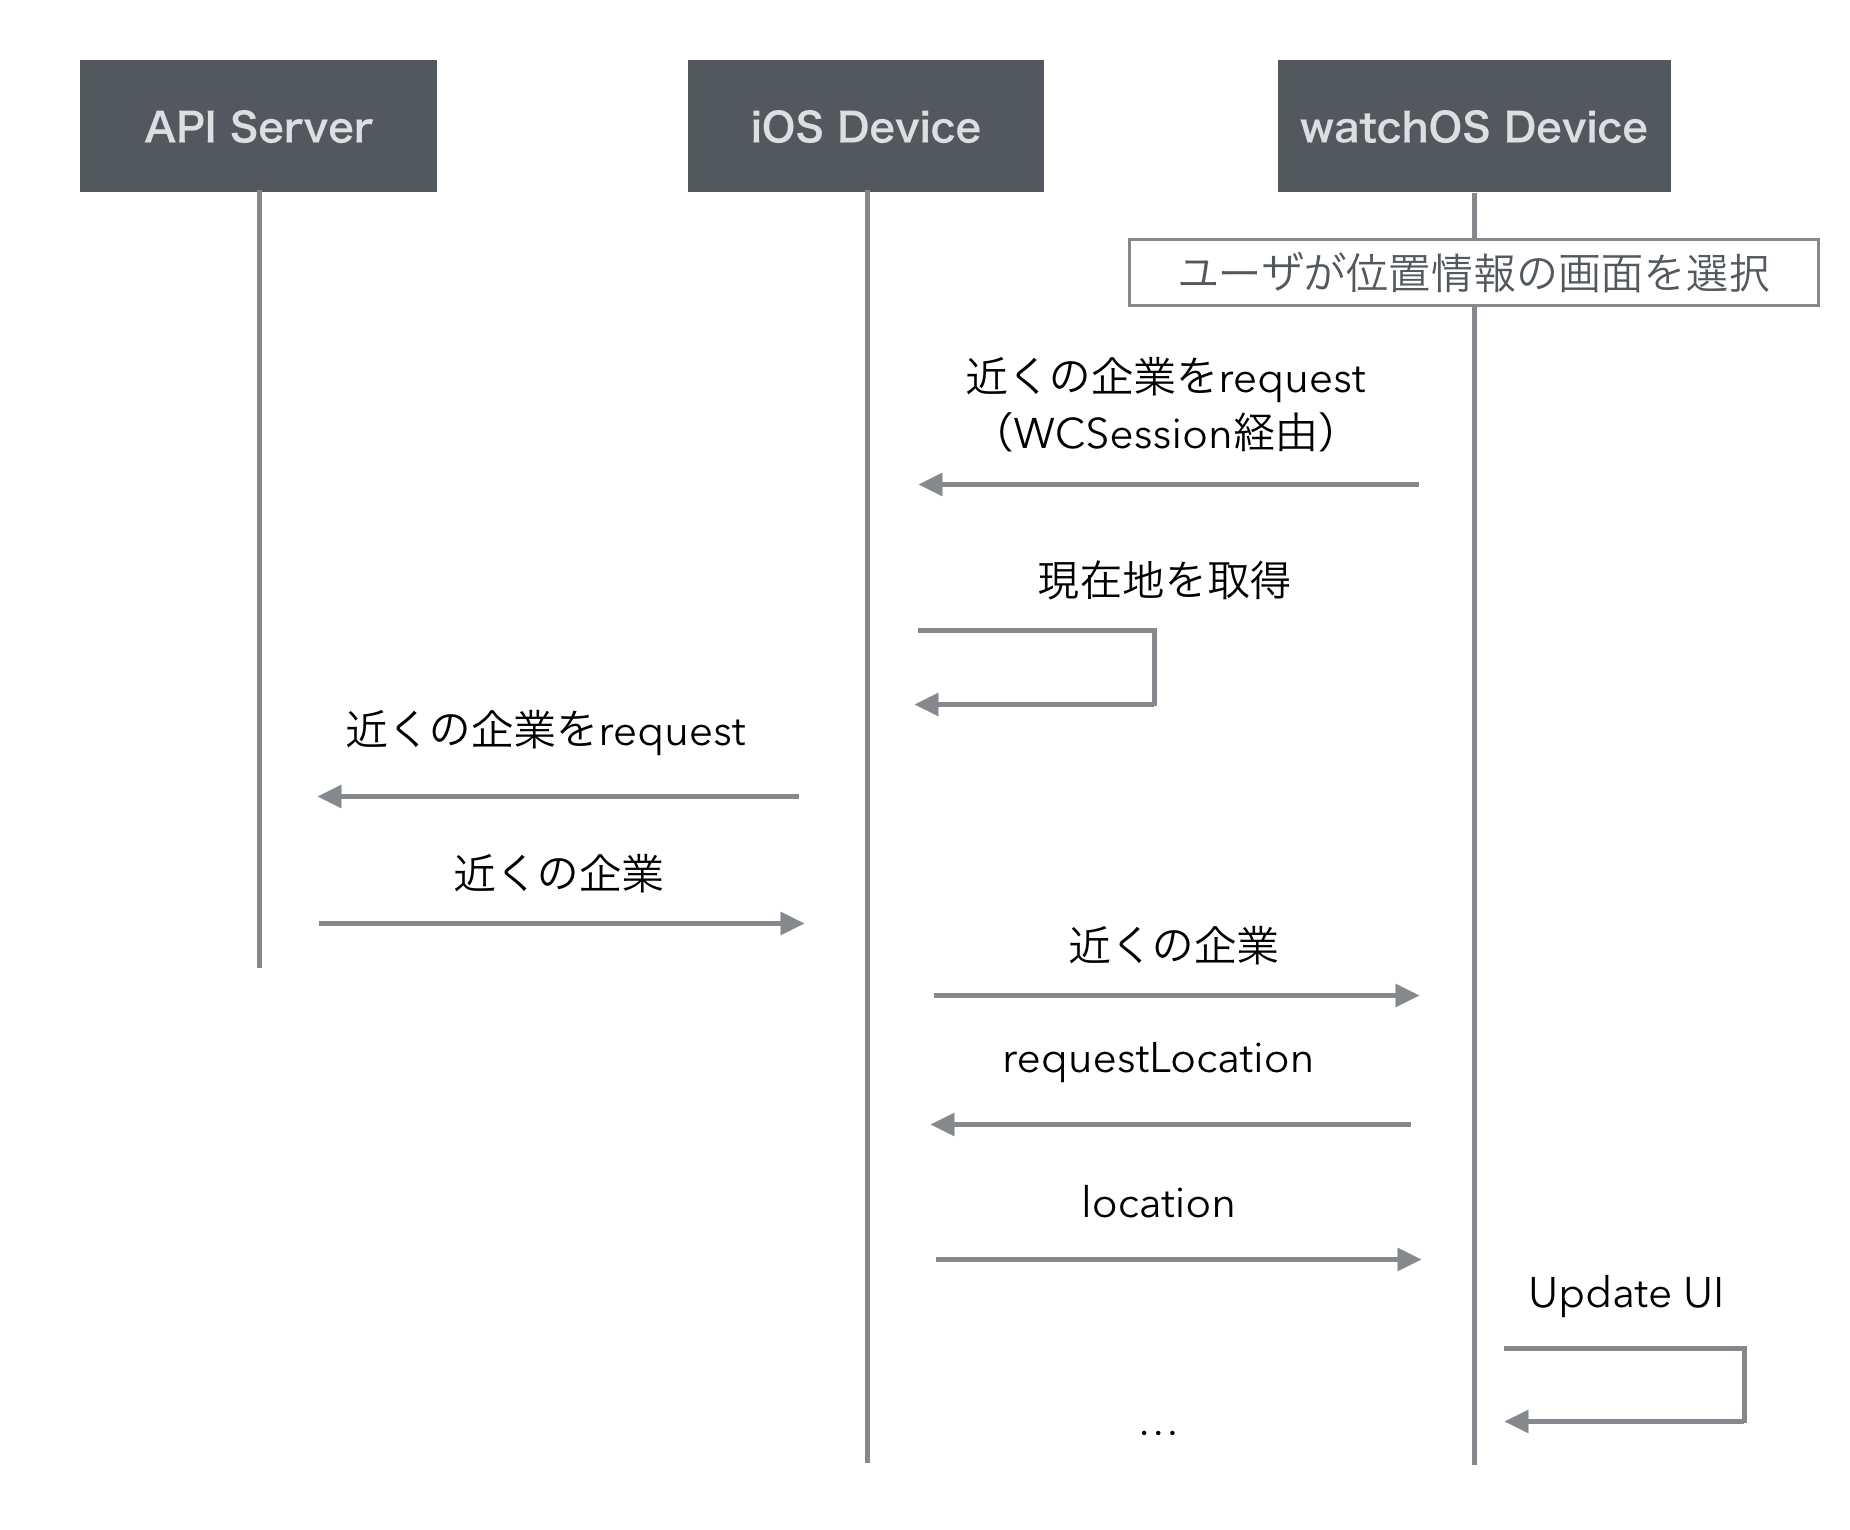 API Server
iOS Device
watchOS Device
ユーザが位置情報の画面を選択
近くの企業をrequest
（WCSession経由）
現在地を取得
近くの企業をrequest
近くの企業
近くの企業
requestLocation
location
Update UI
...